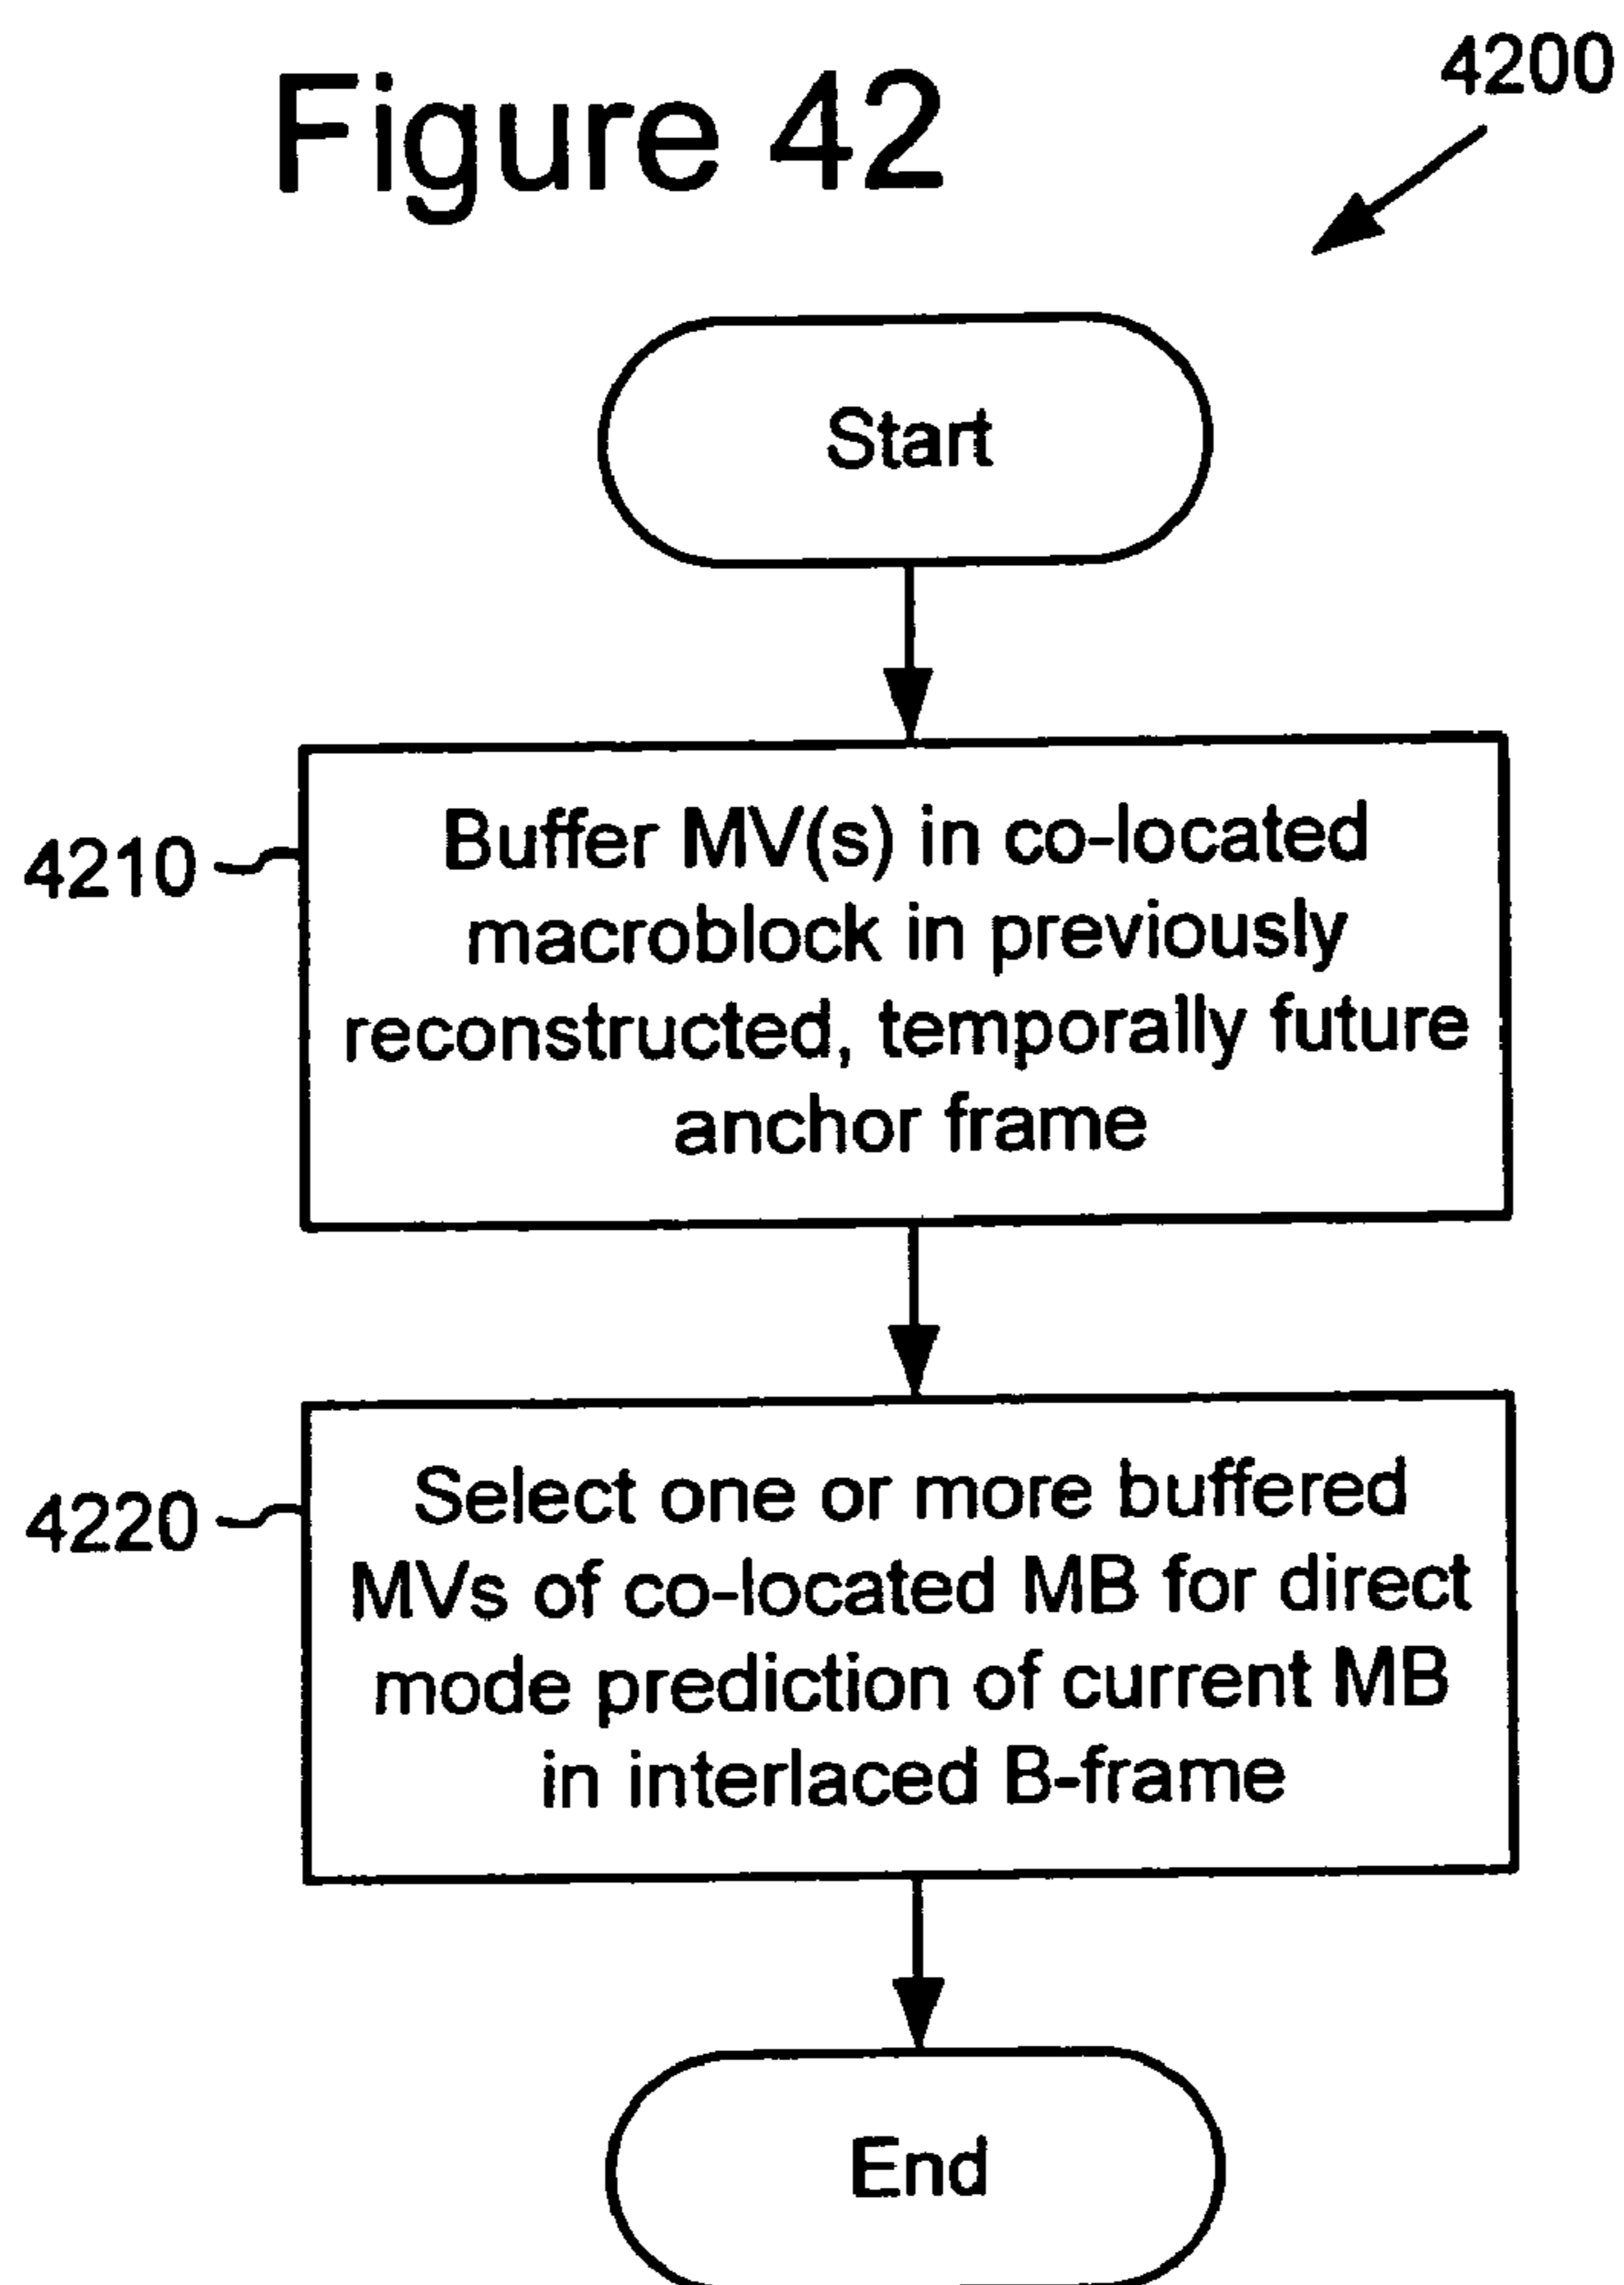 Figure 42
4200
Start
4210
Buffer MV(s) in co-located
macroblock in previously
reconstructed, temporally future
anchor frame
4220
Select one or more buffered
MVs of co-located MB for direct
mode prediction of current MB
in interlaced B-frame
End